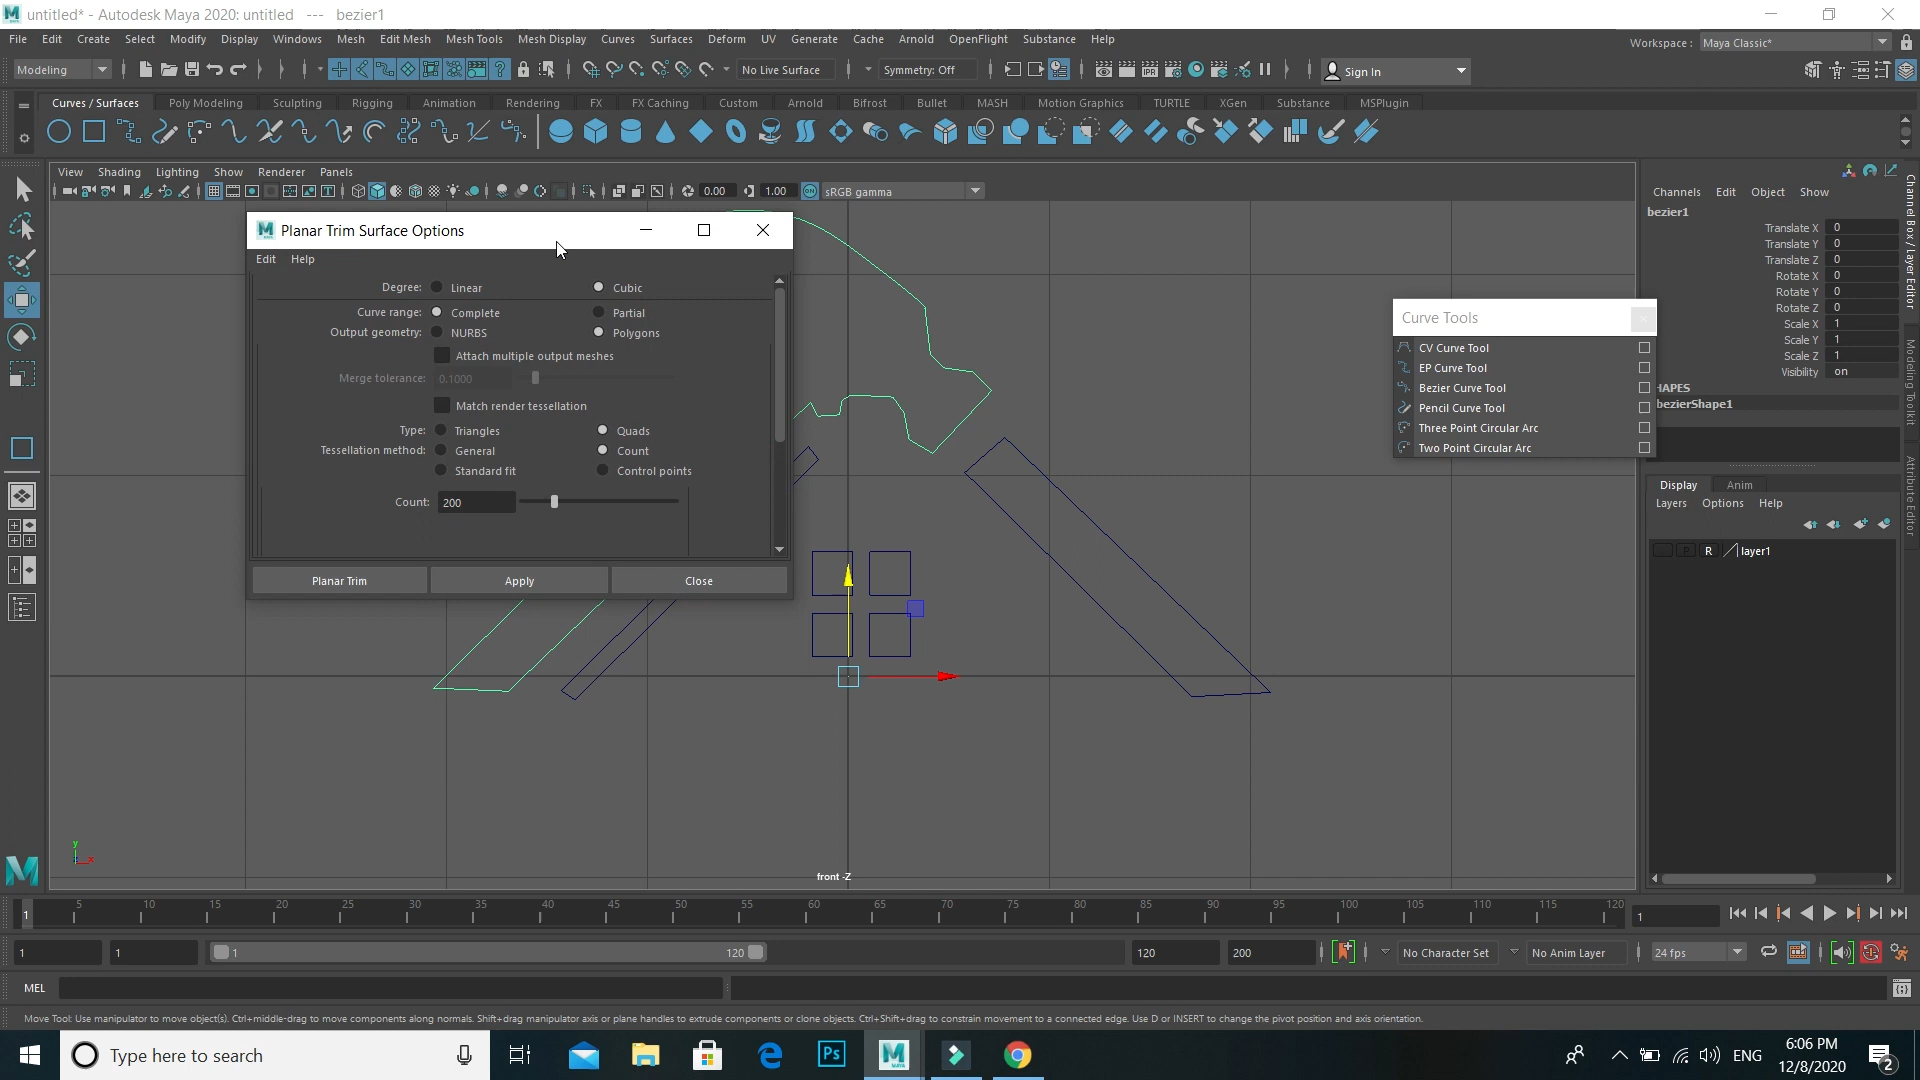 untitled* - Autodesk Maya 2020: untitled --- bezier1
File Edit Create Select Modify Display Windows Mesh Edit Mesh Mesh Tools Mesh Display Curves Surfaces Deform UV Generate Cache Arnold OpenFlight Substance Help
Workspace : Maya Classic*
Modeling No Live Surface Symmetry: Off Sign In
Curves / Surfaces Poly Modeling Sculpting Rigging Animation Rendering FX FX Caching Custom Arnold Bifrost Bullet MASH Motion Graphics TURTLE XGen Substance MSPlugin
View Shading Lighting Show Renderer Panels
0.00 1.00 ON sRGB gamma
Channels Edit Object Show
bezier1
Translate X 0
Translate Y 0
Translate Z 0
Rotate X 0
Rotate Y 0
Rotate Z 0
Scale X 1
Scale Y 1
Scale Z 1
Visibility on
HAPES
bezierShape1
Channel Box / Layer Editor
Modeling Toolkit
Attribute Editor
Planar Trim Surface Options
Edit Help
Degree: Linear Cubic
Curve range: Complete Partial
Output geometry: NURBS Polygons
Attach multiple output meshes
Merge tolerance: 0.1000
Match render tessellation
Type: Triangles Quads
Tessellation method: General Count
Standard fit Control points
Count: 200
Planar Trim Apply Close
Curve Tools
CV Curve Tool
EP Curve Tool
Bezier Curve Tool
Pencil Curve Tool
Three Point Circular Arc
Two Point Circular Arc
Display Anim
Layers Options Help
P R layer1
y
x
front -Z
1 5 10 15 20 25 30 35 40 45 50 55 60 65 70 75 80 85 90 95 100 105 110 115 120 1
1 1 1 120 120 200 No Character Set No Anim Layer 24 fps
MEL
Move Tool: Use manipulator to move object(s). Ctrl+middle-drag to move components along normals. Shift+drag manipulator axis or plane handles to extrude components or clone objects. Ctrl+Shift+drag to constrain movement to a connected edge. Use D or INSERT to change the pivot position and axis orientation.
Type here to search
Ps
MAYA
ENG
6:06 PM
12/8/2020
2